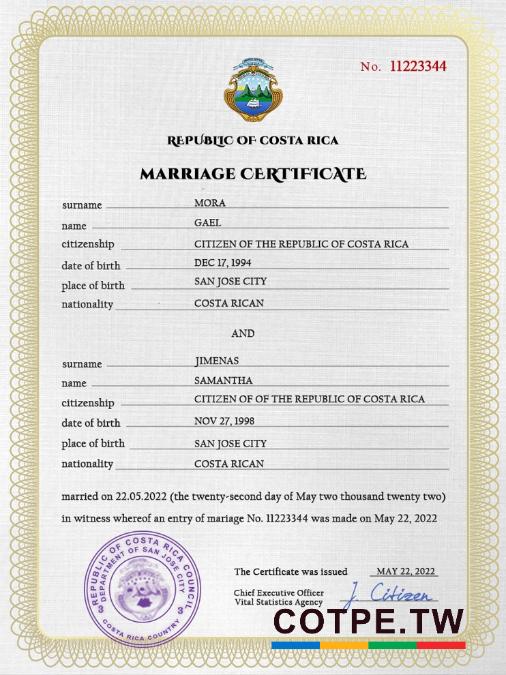 No. 11223344
REPUBLIC OF COSTA RICA
MARRIAGE CERTIFICATE
surname MORA
name GAEL
citizenship CITIZEN OF THE REPUBLIC OF COSTA RICA
date of birth DEC 17, 1994
place of birth SAN JOSE CITY
nationality COSTA RICAN
AND
surname JIMENAS
name SAMANTHA
citizenship CITIZEN OF OF THE REPUBLIC OF COSTA RICA
date of birth NOV 27, 1998
place of birth SAN JOSE CITY
nationality COSTA RICAN
married on 22.05.2022 (the twenty-second day of May two thousand twenty two)
in witness whereof an entry of mariage No. 11223344 was made on May 22, 2022
REPUBLIC OF COSTA RICA COUNCIL
DEPARTMENT OF SAN JOSE CITY
3 3
COSTA RICA COUNTRY
The Certificate was issued MAY 22, 2022
Chief Executive Officer
Vital Statistics Agency J. Citizen
COTPE.TW